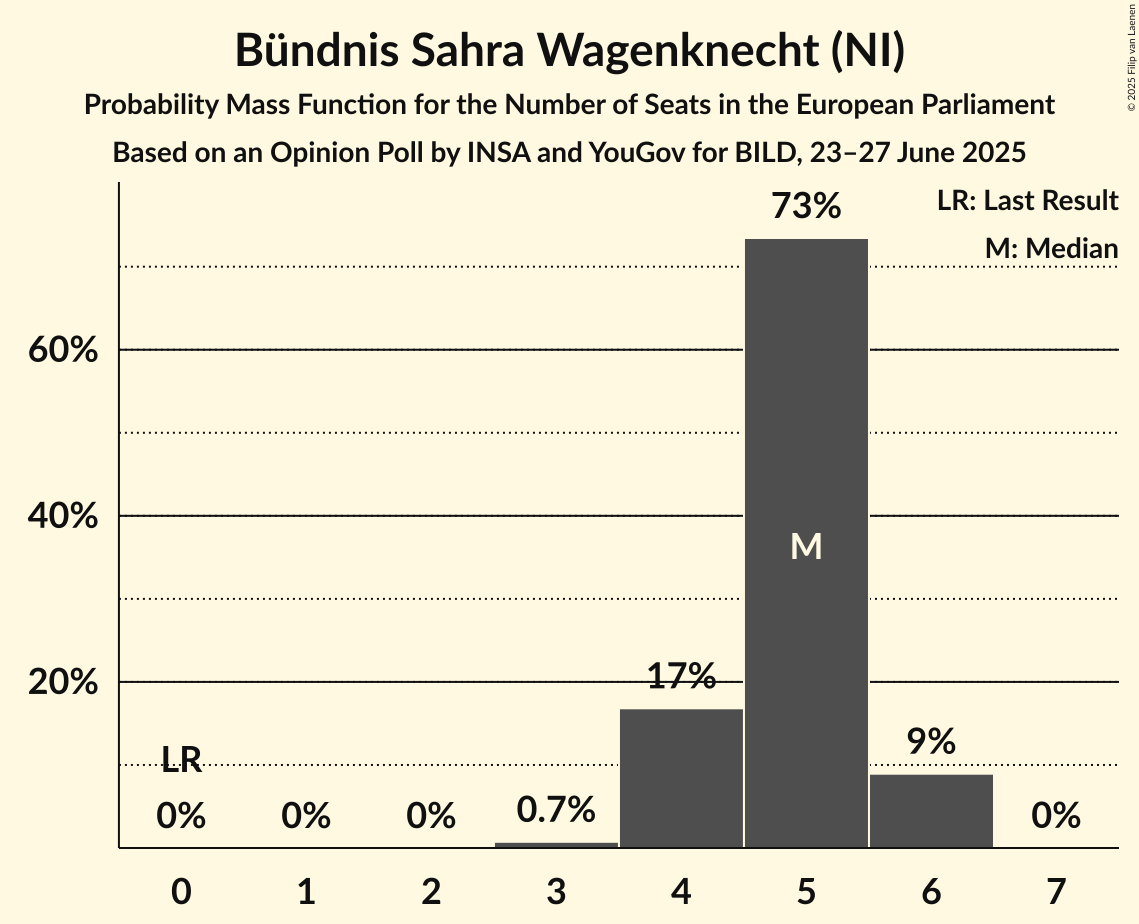 Bündnis Sahra Wagenknecht (NI)
Probability Mass Function for the Number of Seats in the European Parliament
Based on an Opinion Poll by INSA and YouGov for BILD, 23–27 June 2025
© 2025 Filip van Laenen
LR: Last Result
M: Median
73%
60%
40%
M
20%
17%
9%
LR
0%
0%
0%
0.7%
0%
0 1 2 3 4 5 6 7